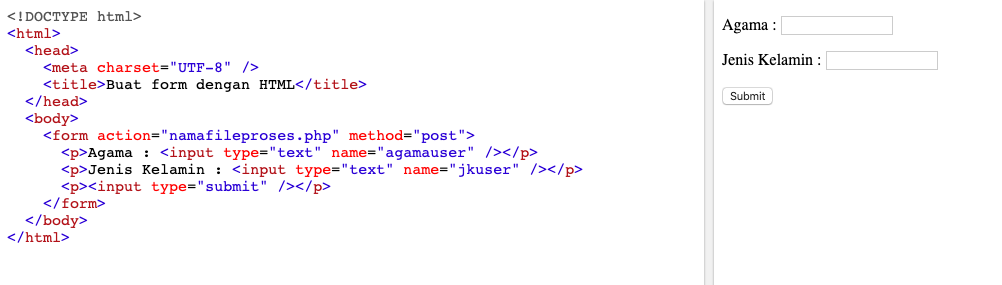 <!DOCTYPE html>
<html>
  <head>
    <meta charset="UTF-8" />
    <title>Buat form dengan HTML</title>
  </head>
  <body>
    <form action="namafileproses.php" method="post">
      <p>Agama : <input type="text" name="agamauser" /></p>
      <p>Jenis Kelamin : <input type="text" name="jkuser" /></p>
      <p><input type="submit" /></p>
    </form>
  </body>
</html>
Agama :
Jenis Kelamin :
Submit